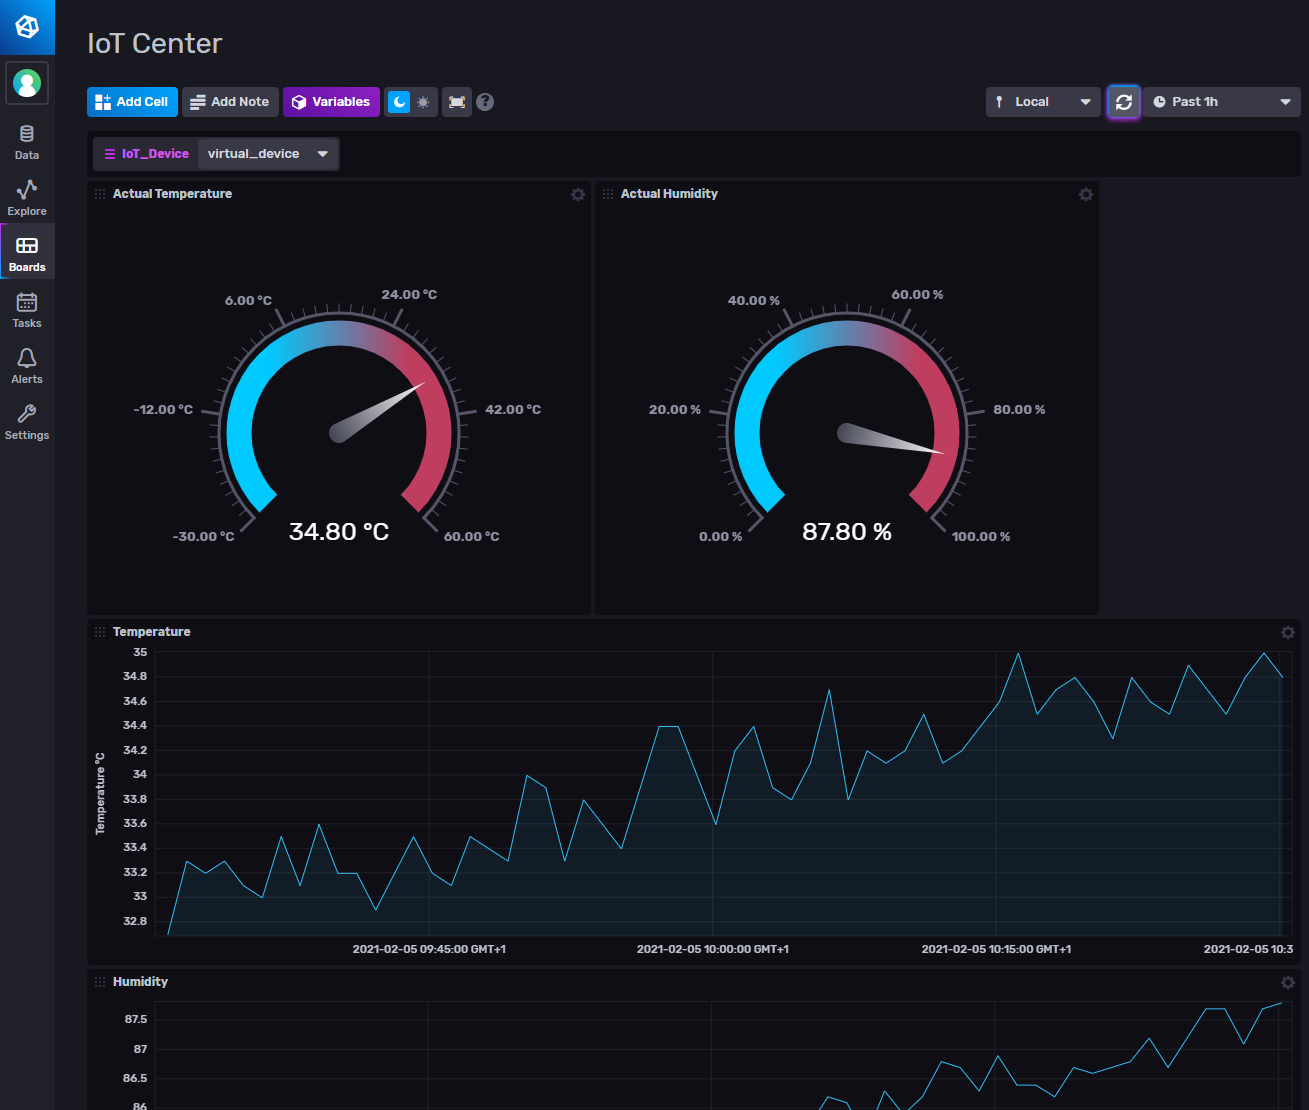 IoT Center
Add Cell
Add Note
Variables
?
Local
Past 1h
Data
Explore
Boards
Tasks
Alerts
Settings
IoT_Device
virtual_device
Actual Temperature
-30.00 °C
-12.00 °C
6.00 °C
24.00 °C
42.00 °C
60.00 °C
34.80 °C
Actual Humidity
0.00 %
20.00 %
40.00 %
60.00 %
80.00 %
100.00 %
87.80 %
Temperature
Temperature °C
35
34.8
34.6
34.4
34.2
34
33.8
33.6
33.4
33.2
33
32.8
2021-02-05 09:45:00 GMT+1
2021-02-05 10:00:00 GMT+1
2021-02-05 10:15:00 GMT+1
2021-02-05 10:3
Humidity
87.5
87
86.5
86